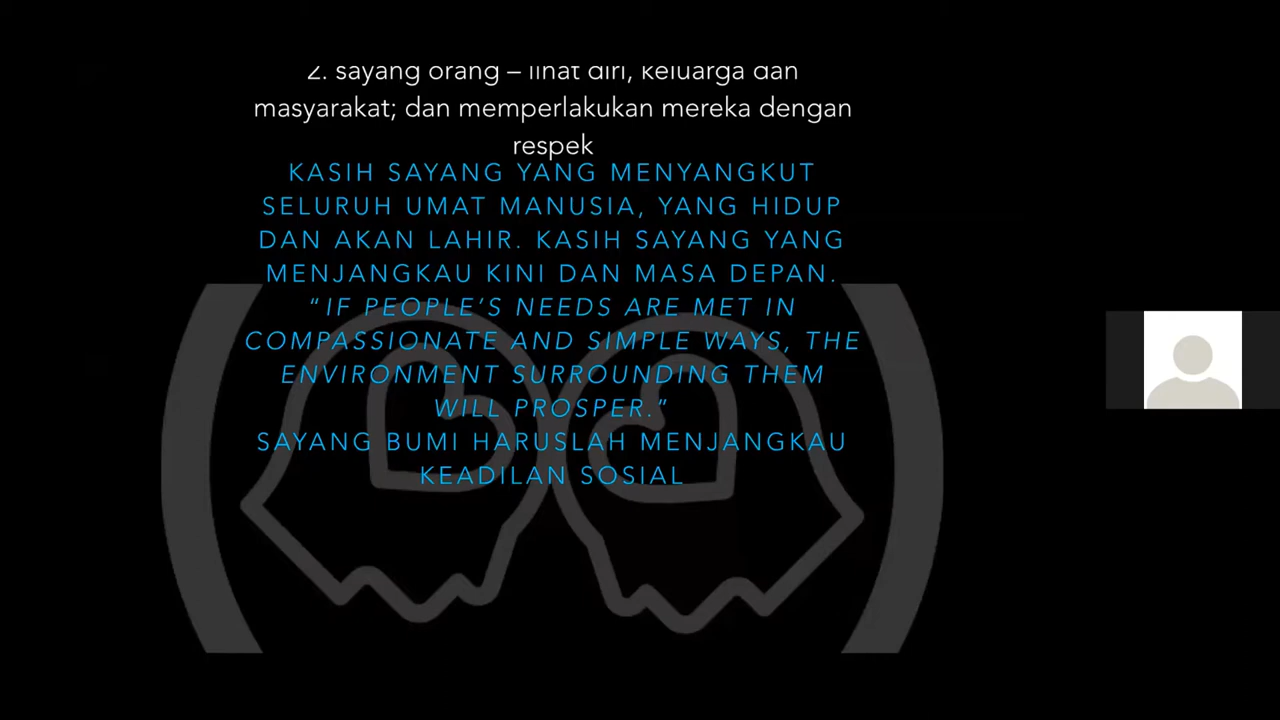 2. sayang orang – lihat diri, keluarga dan
masyarakat; dan memperlakukan mereka dengan
respek
KASIH SAYANG YANG MENYANGKUT
SELURUH UMAT MANUSIA, YANG HIDUP
DAN AKAN LAHIR. KASIH SAYANG YANG
MENJANGKAU KINI DAN MASA DEPAN.
“IF PEOPLE’S NEEDS ARE MET IN
COMPASSIONATE AND SIMPLE WAYS, THE
ENVIRONMENT SURROUNDING THEM
WILL PROSPER.”
SAYANG BUMI HARUSLAH MENJANGKAU
KEADILAN SOSIAL